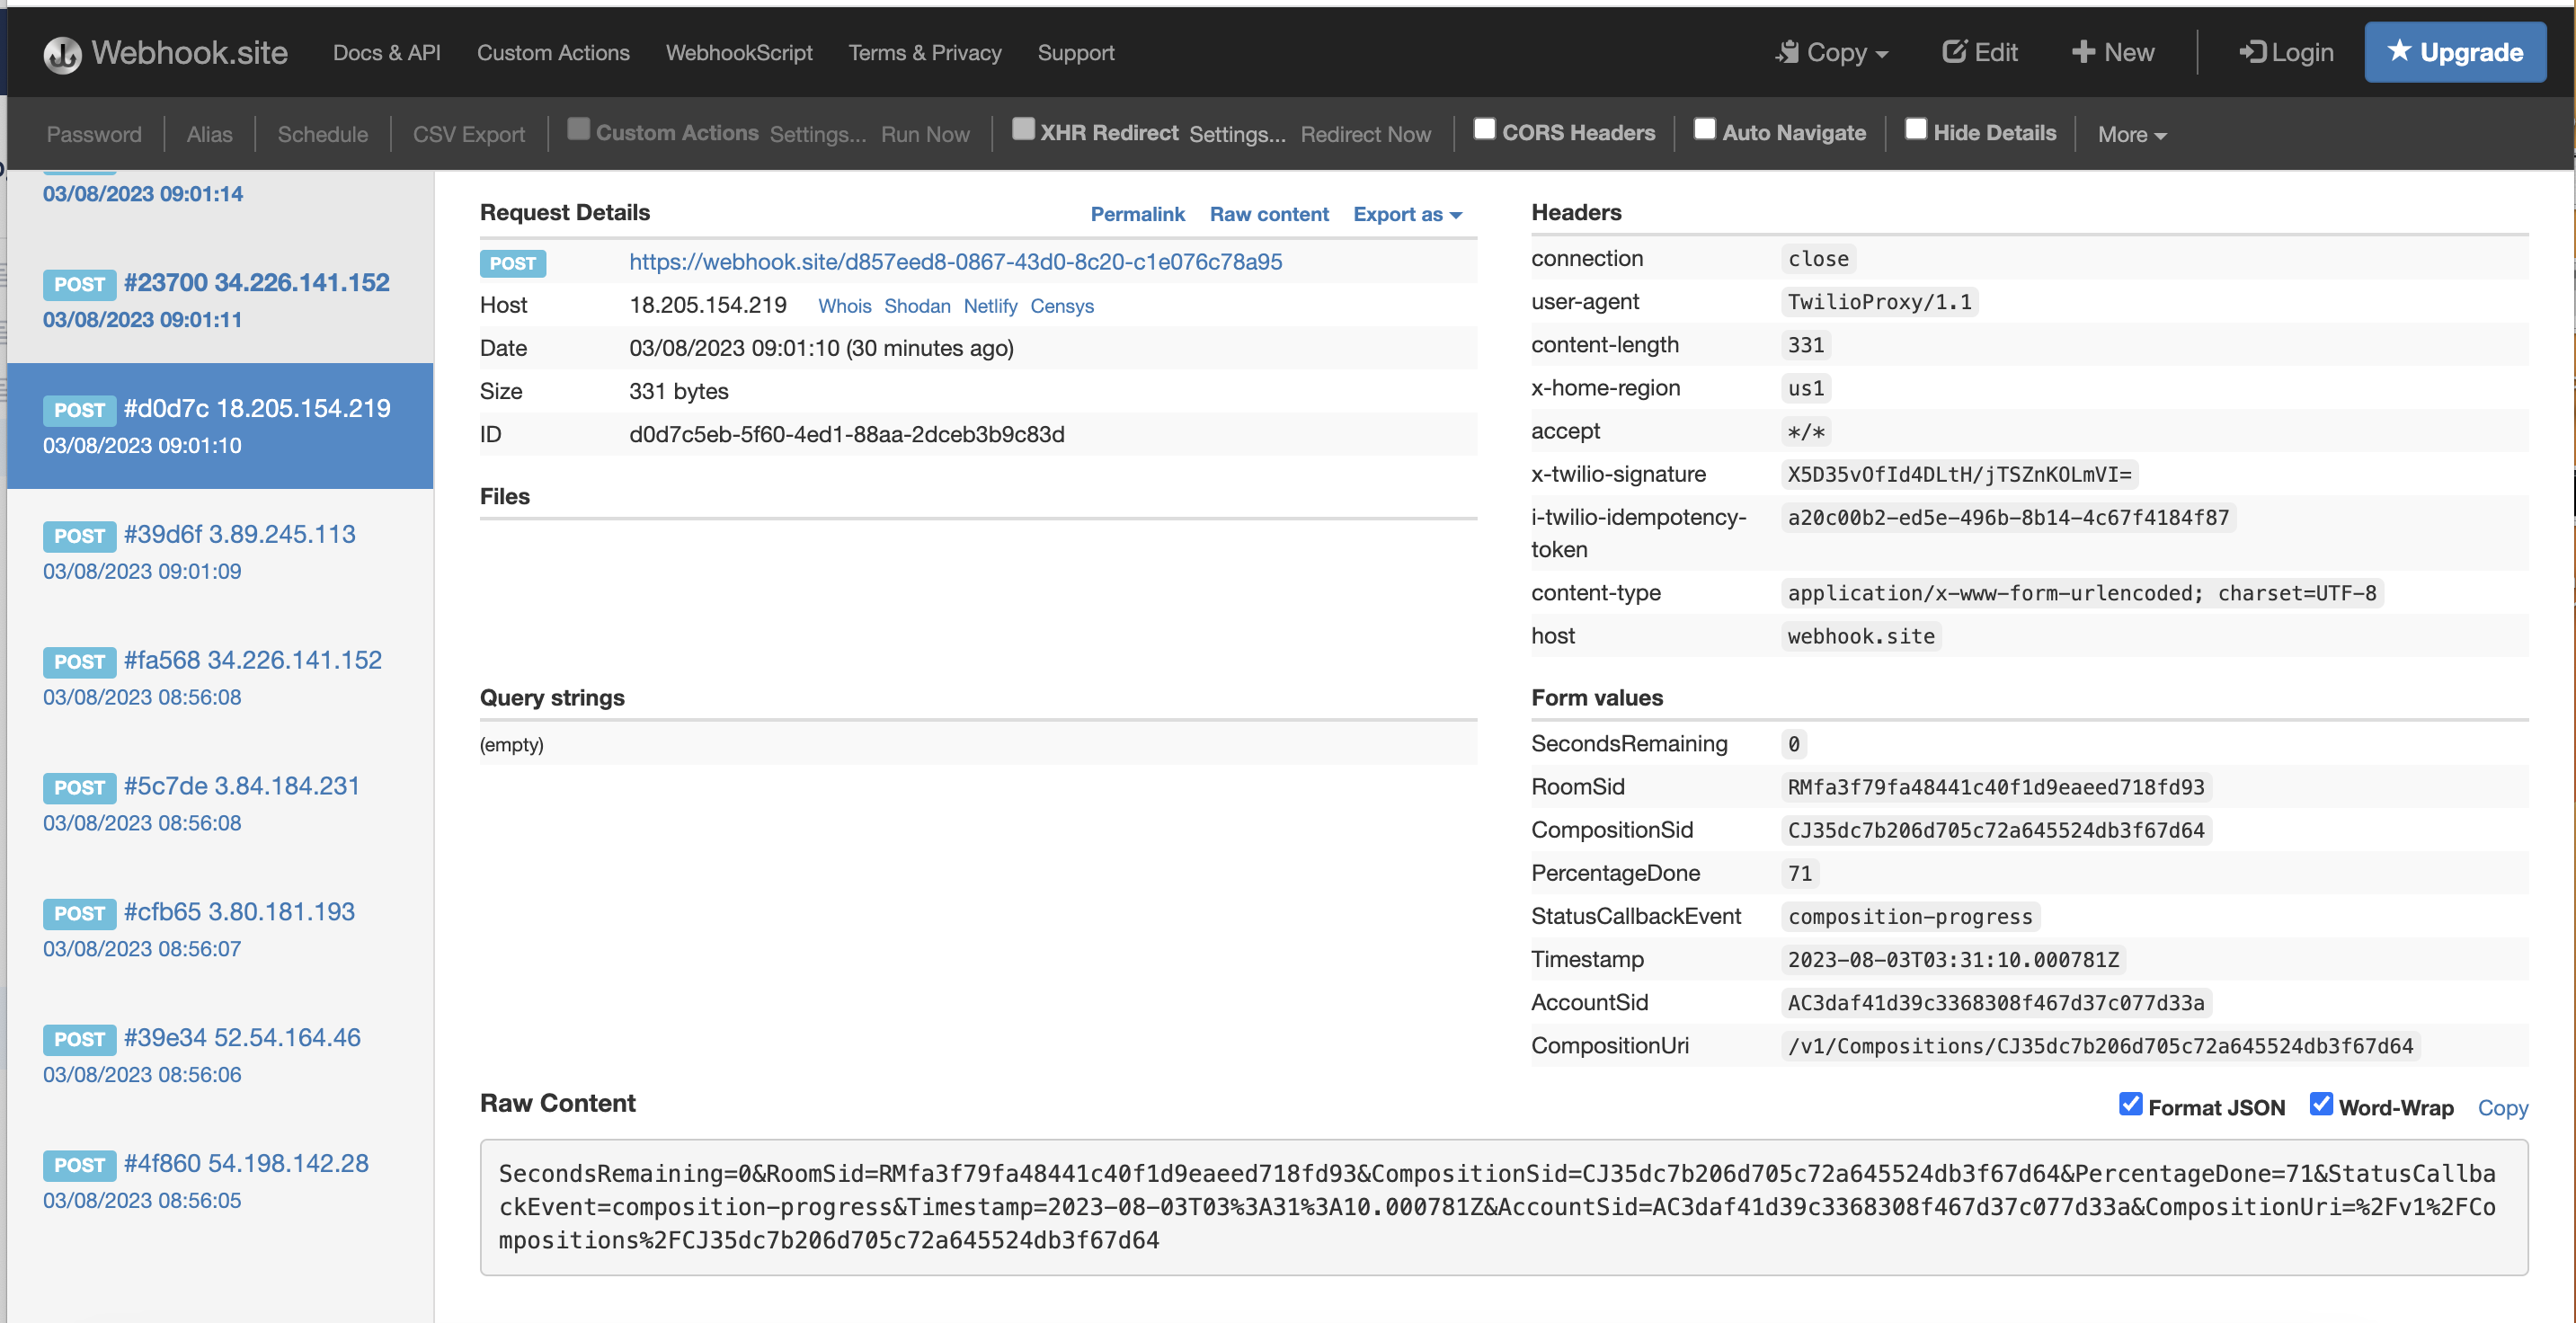 Webhook.site Docs & API Custom Actions WebhookScript Terms & Privacy Support Copy Edit New Login Upgrade
Password Alias Schedule CSV Export Custom Actions Settings... Run Now XHR Redirect Settings... Redirect Now CORS Headers Auto Navigate Hide Details More
03/08/2023 09:01:14
POST #23700 34.226.141.152
03/08/2023 09:01:11
POST #d0d7c 18.205.154.219
03/08/2023 09:01:10
POST #39d6f 3.89.245.113
03/08/2023 09:01:09
POST #fa568 34.226.141.152
03/08/2023 08:56:08
POST #5c7de 3.84.184.231
03/08/2023 08:56:08
POST #cfb65 3.80.181.193
03/08/2023 08:56:07
POST #39e34 52.54.164.46
03/08/2023 08:56:06
POST #4f860 54.198.142.28
03/08/2023 08:56:05
Request Details Permalink Raw content Export as
POST https://webhook.site/d857eed8-0867-43d0-8c20-c1e076c78a95
Host 18.205.154.219 Whois Shodan Netlify Censys
Date 03/08/2023 09:01:10 (30 minutes ago)
Size 331 bytes
ID d0d7c5eb-5f60-4ed1-88aa-2dceb3b9c83d
Files
Query strings
(empty)
Headers
connection close
user-agent TwilioProxy/1.1
content-length 331
x-home-region us1
accept */*
x-twilio-signature X5D35vOfId4DLtH/jTSZnKOLmVI=
i-twilio-idempotency- a20c00b2-ed5e-496b-8b14-4c67f4184f87
token
content-type application/x-www-form-urlencoded; charset=UTF-8
host webhook.site
Form values
SecondsRemaining 0
RoomSid RMfa3f79fa48441c40f1d9eaeed718fd93
CompositionSid CJ35dc7b206d705c72a645524db3f67d64
PercentageDone 71
StatusCallbackEvent composition-progress
Timestamp 2023-08-03T03:31:10.000781Z
AccountSid AC3daf41d39c3368308f467d37c077d33a
CompositionUri /v1/Compositions/CJ35dc7b206d705c72a645524db3f67d64
Raw Content Format JSON Word-Wrap Copy
SecondsRemaining=0&RoomSid=RMfa3f79fa48441c40f1d9eaeed718fd93&CompositionSid=CJ35dc7b206d705c72a645524db3f67d64&PercentageDone=71&StatusCallba
ckEvent=composition-progress&Timestamp=2023-08-03T03%3A31%3A10.000781Z&AccountSid=AC3daf41d39c3368308f467d37c077d33a&CompositionUri=%2Fv1%2FCo
mpositions%2FCJ35dc7b206d705c72a645524db3f67d64